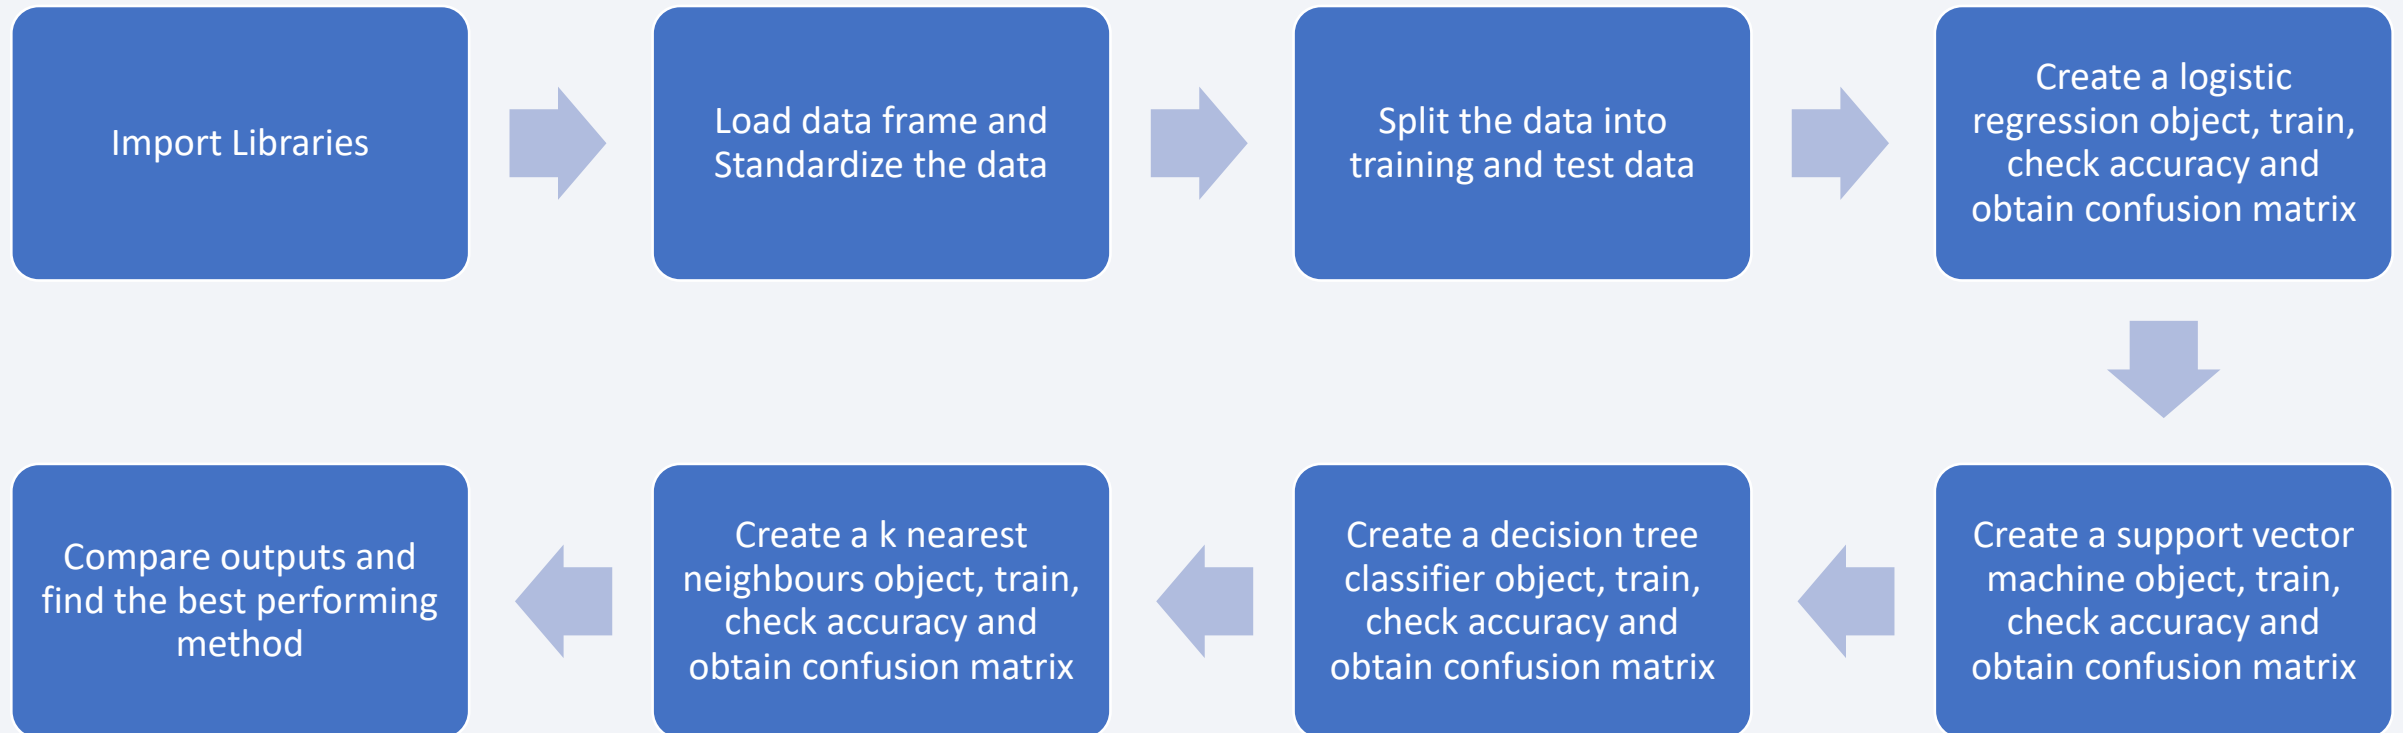 Import Libraries
Load data frame and
Standardize the data
Split the data into
training and test data
Create a logistic
regression object, train,
check accuracy and
obtain confusion matrix
Create a support vector
machine object, train,
check accuracy and
obtain confusion matrix
Create a decision tree
classifier object, train,
check accuracy and
obtain confusion matrix
Create a k nearest
neighbours object, train,
check accuracy and
obtain confusion matrix
Compare outputs and
find the best performing
method